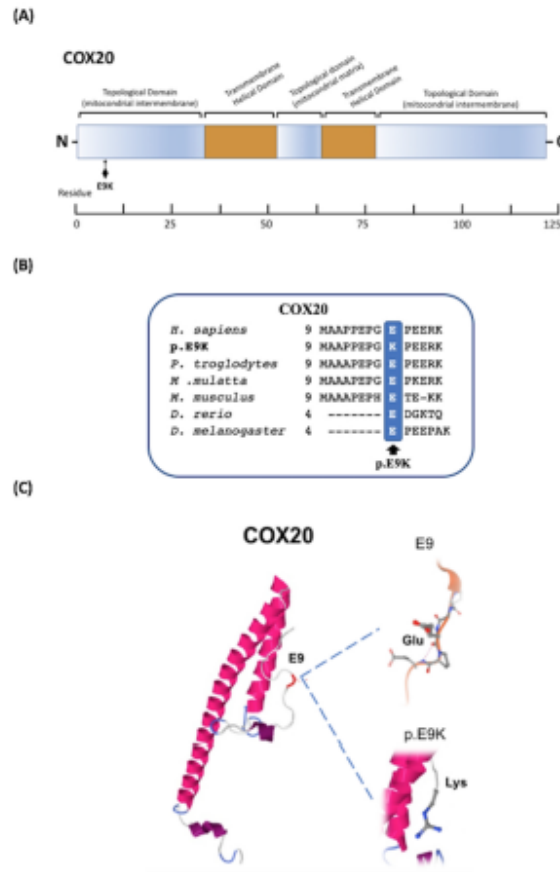 (A)
COX20
Topological Domain
(mitocondrial intermembrane)
Transmembrane
Helical Domain
Topological domain
(mitochondrial matrix)
Transmembrane
Helical Domain
Topological Domain
(mitocondrial intermembrane)
N
E9K
Residue
0 25 50 75 100 125
(B)
COX20
H. sapiens 9 MAAPPEPG E PEERK
p.E9K 9 MAAPPEPG K PEERK
P. troglodytes 9 MAAAPEPG E PEERK
M .mulatta 9 MAAAPEPG E PKERK
M. musculus 9 MAAAPEPH E TE-KK
D. rerio 4 ------- E DGKTQ
D. melanogaster 4 ------- E PEEPAK
p.E9K
(C)
COX20
E9
E9
Glu
p.E9K
Lys